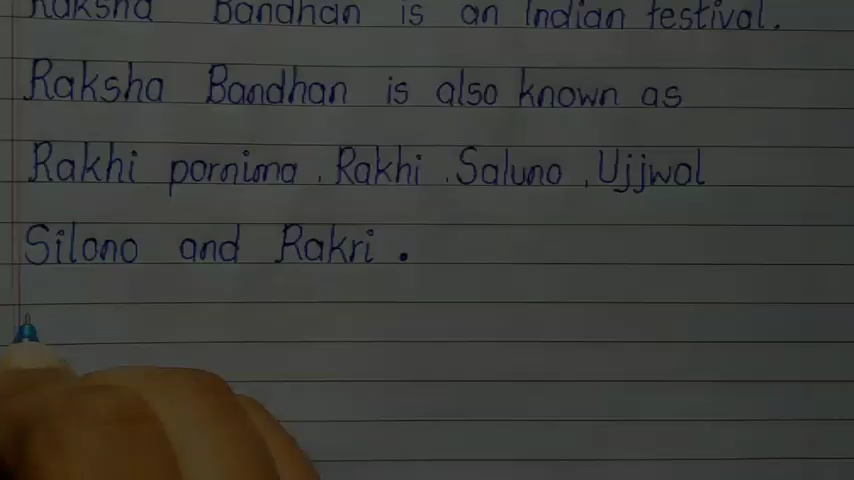 Raksha Bandhan is an Indian festival.
Raksha Bandhan is also known as
Rakhi pornima, Rakhi, Saluno, Ujjwal
Silono and Rakri.